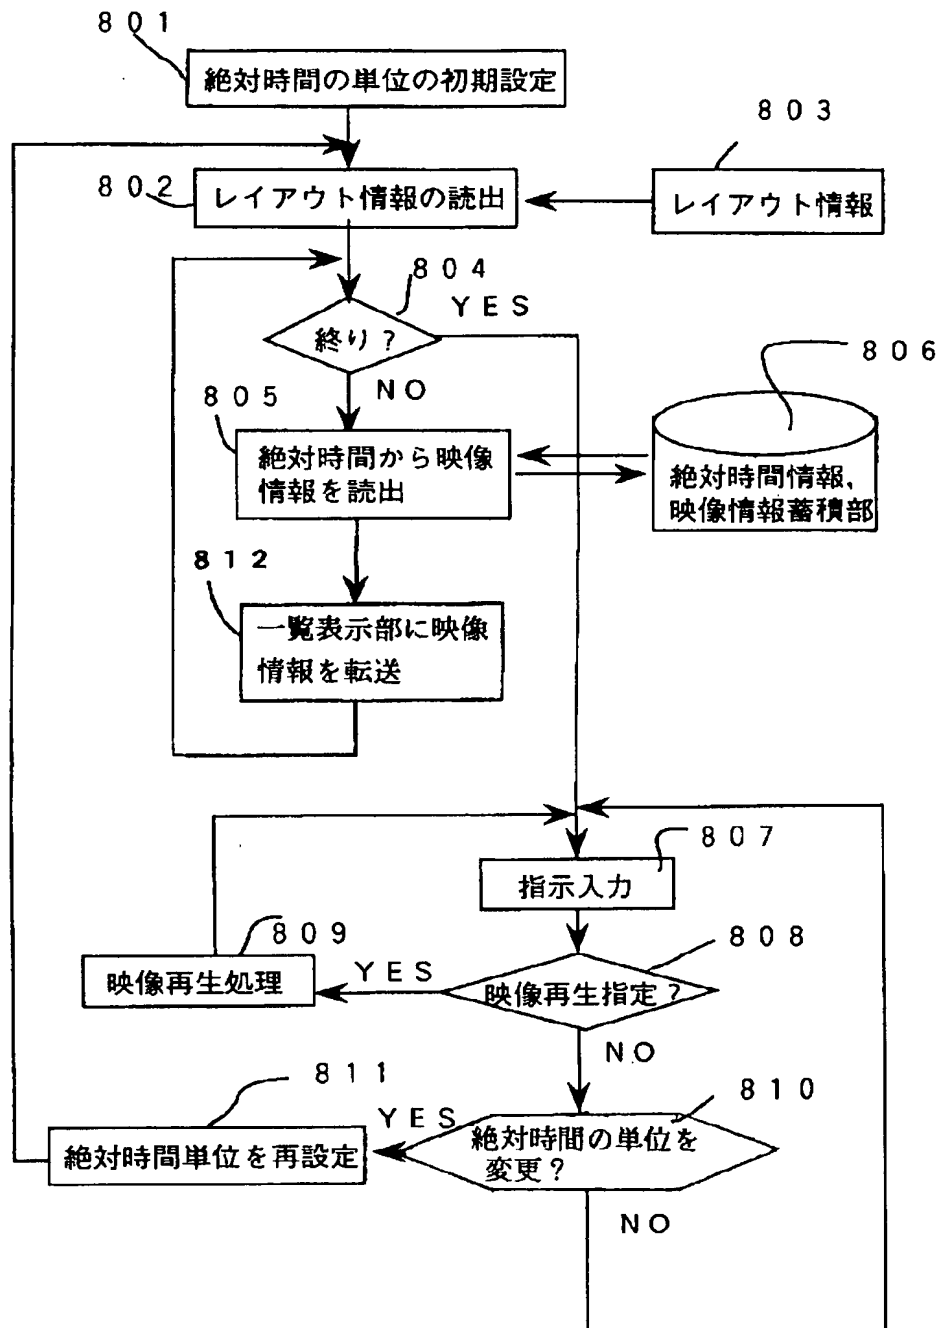 801
絶対時間の単位の初期設定
803
802
レイアウト情報の読出
レイアウト情報
804
YES
終り?
806
NO
805
絶対時間から映像
情報を読出
絶対時間情報、
映像情報蓄積部
812
一覧表示部に映像
情報を転送
807
指示入力
809
808
YES
映像再生処理
映像再生指定?
NO
811
810
YES
絶対時間の単位を
変更?
絶対時間単位を再設定
NO